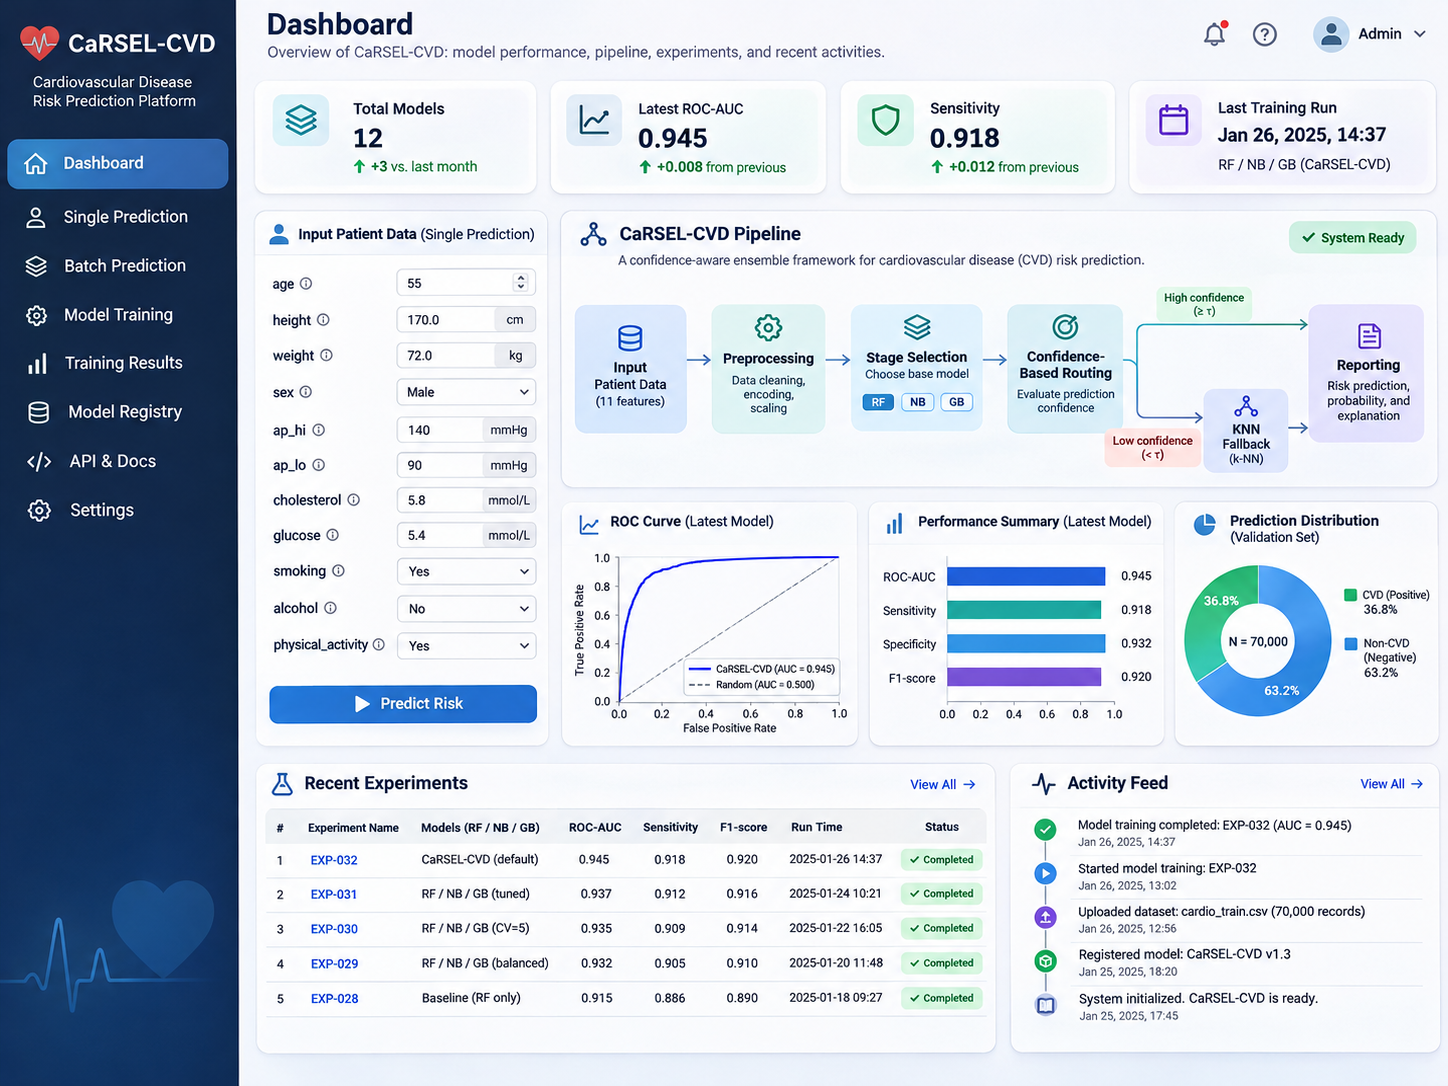 CaRSEL-CVD
Cardiovascular Disease
Risk Prediction Platform
Dashboard
Single Prediction
Batch Prediction
Model Training
Training Results
Model Registry
API & Docs
Settings
Dashboard
Overview of CaRSEL-CVD: model performance, pipeline, experiments, and recent activities.
Admin
Total Models
12
+3 vs. last month
Latest ROC-AUC
0.945
+0.008 from previous
Sensitivity
0.918
+0.012 from previous
Last Training Run
Jan 26, 2025, 14:37
RF / NB / GB (CaRSEL-CVD)
Input Patient Data (Single Prediction)
age 55
height 170.0 cm
weight 72.0 kg
sex Male
ap_hi 140 mmHg
ap_lo 90 mmHg
cholesterol 5.8 mmol/L
glucose 5.4 mmol/L
smoking Yes
alcohol No
physical_activity Yes
Predict Risk
CaRSEL-CVD Pipeline
System Ready
A confidence-aware ensemble framework for cardiovascular disease (CVD) risk prediction.
Input
Patient Data
(11 features)
Preprocessing
Data cleaning,
encoding,
scaling
Stage Selection
Choose base model
RF NB GB
Confidence-
Based Routing
Evaluate prediction
confidence
High confidence
(≥ τ)
Low confidence
(< τ)
KNN
Fallback
(k-NN)
Reporting
Risk prediction,
probability, and
explanation
ROC Curve (Latest Model)
True Positive Rate
1.0
0.8
0.6
0.4
0.2
0.0
CaRSEL-CVD (AUC = 0.945)
Random (AUC = 0.500)
0.0 0.2 0.4 0.6 0.8 1.0
False Positive Rate
Performance Summary (Latest Model)
ROC-AUC 0.945
Sensitivity 0.918
Specificity 0.932
F1-score 0.920
0.0 0.2 0.4 0.6 0.8 1.0
Prediction Distribution
(Validation Set)
36.8%
N = 70,000
63.2%
CVD (Positive)
36.8%
Non-CVD
(Negative)
63.2%
Recent Experiments
View All →
# Experiment Name Models (RF / NB / GB) ROC-AUC Sensitivity F1-score Run Time Status
1 EXP-032 CaRSEL-CVD (default) 0.945 0.918 0.920 2025-01-26 14:37 Completed
2 EXP-031 RF / NB / GB (tuned) 0.937 0.912 0.916 2025-01-24 10:21 Completed
3 EXP-030 RF / NB / GB (CV=5) 0.935 0.909 0.914 2025-01-22 16:05 Completed
4 EXP-029 RF / NB / GB (balanced) 0.932 0.905 0.910 2025-01-20 11:48 Completed
5 EXP-028 Baseline (RF only) 0.915 0.886 0.890 2025-01-18 09:27 Completed
Activity Feed
View All →
Model training completed: EXP-032 (AUC = 0.945)
Jan 26, 2025, 14:37
Started model training: EXP-032
Jan 26, 2025, 13:02
Uploaded dataset: cardio_train.csv (70,000 records)
Jan 26, 2025, 12:56
Registered model: CaRSEL-CVD v1.3
Jan 25, 2025, 18:20
System initialized. CaRSEL-CVD is ready.
Jan 25, 2025, 17:45